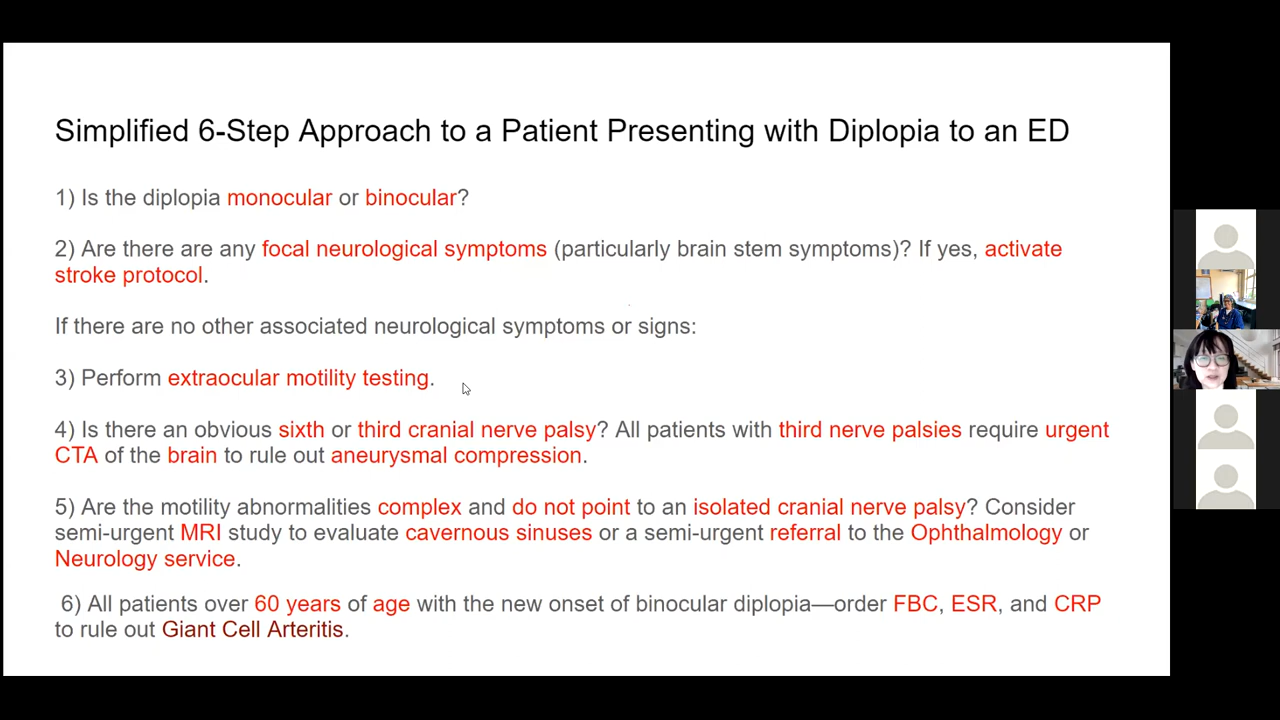 Simplified 6-Step Approach to a Patient Presenting with Diplopia to an ED
1) Is the diplopia monocular or binocular?
2) Are there are any focal neurological symptoms (particularly brain stem symptoms)? If yes, activate
stroke protocol.
If there are no other associated neurological symptoms or signs:
3) Perform extraocular motility testing.
4) Is there an obvious sixth or third cranial nerve palsy? All patients with third nerve palsies require urgent
CTA of the brain to rule out aneurysmal compression.
5) Are the motility abnormalities complex and do not point to an isolated cranial nerve palsy? Consider
semi-urgent MRI study to evaluate cavernous sinuses or a semi-urgent referral to the Ophthalmology or
Neurology service.
6) All patients over 60 years of age with the new onset of binocular diplopia—order FBC, ESR, and CRP
to rule out Giant Cell Arteritis.